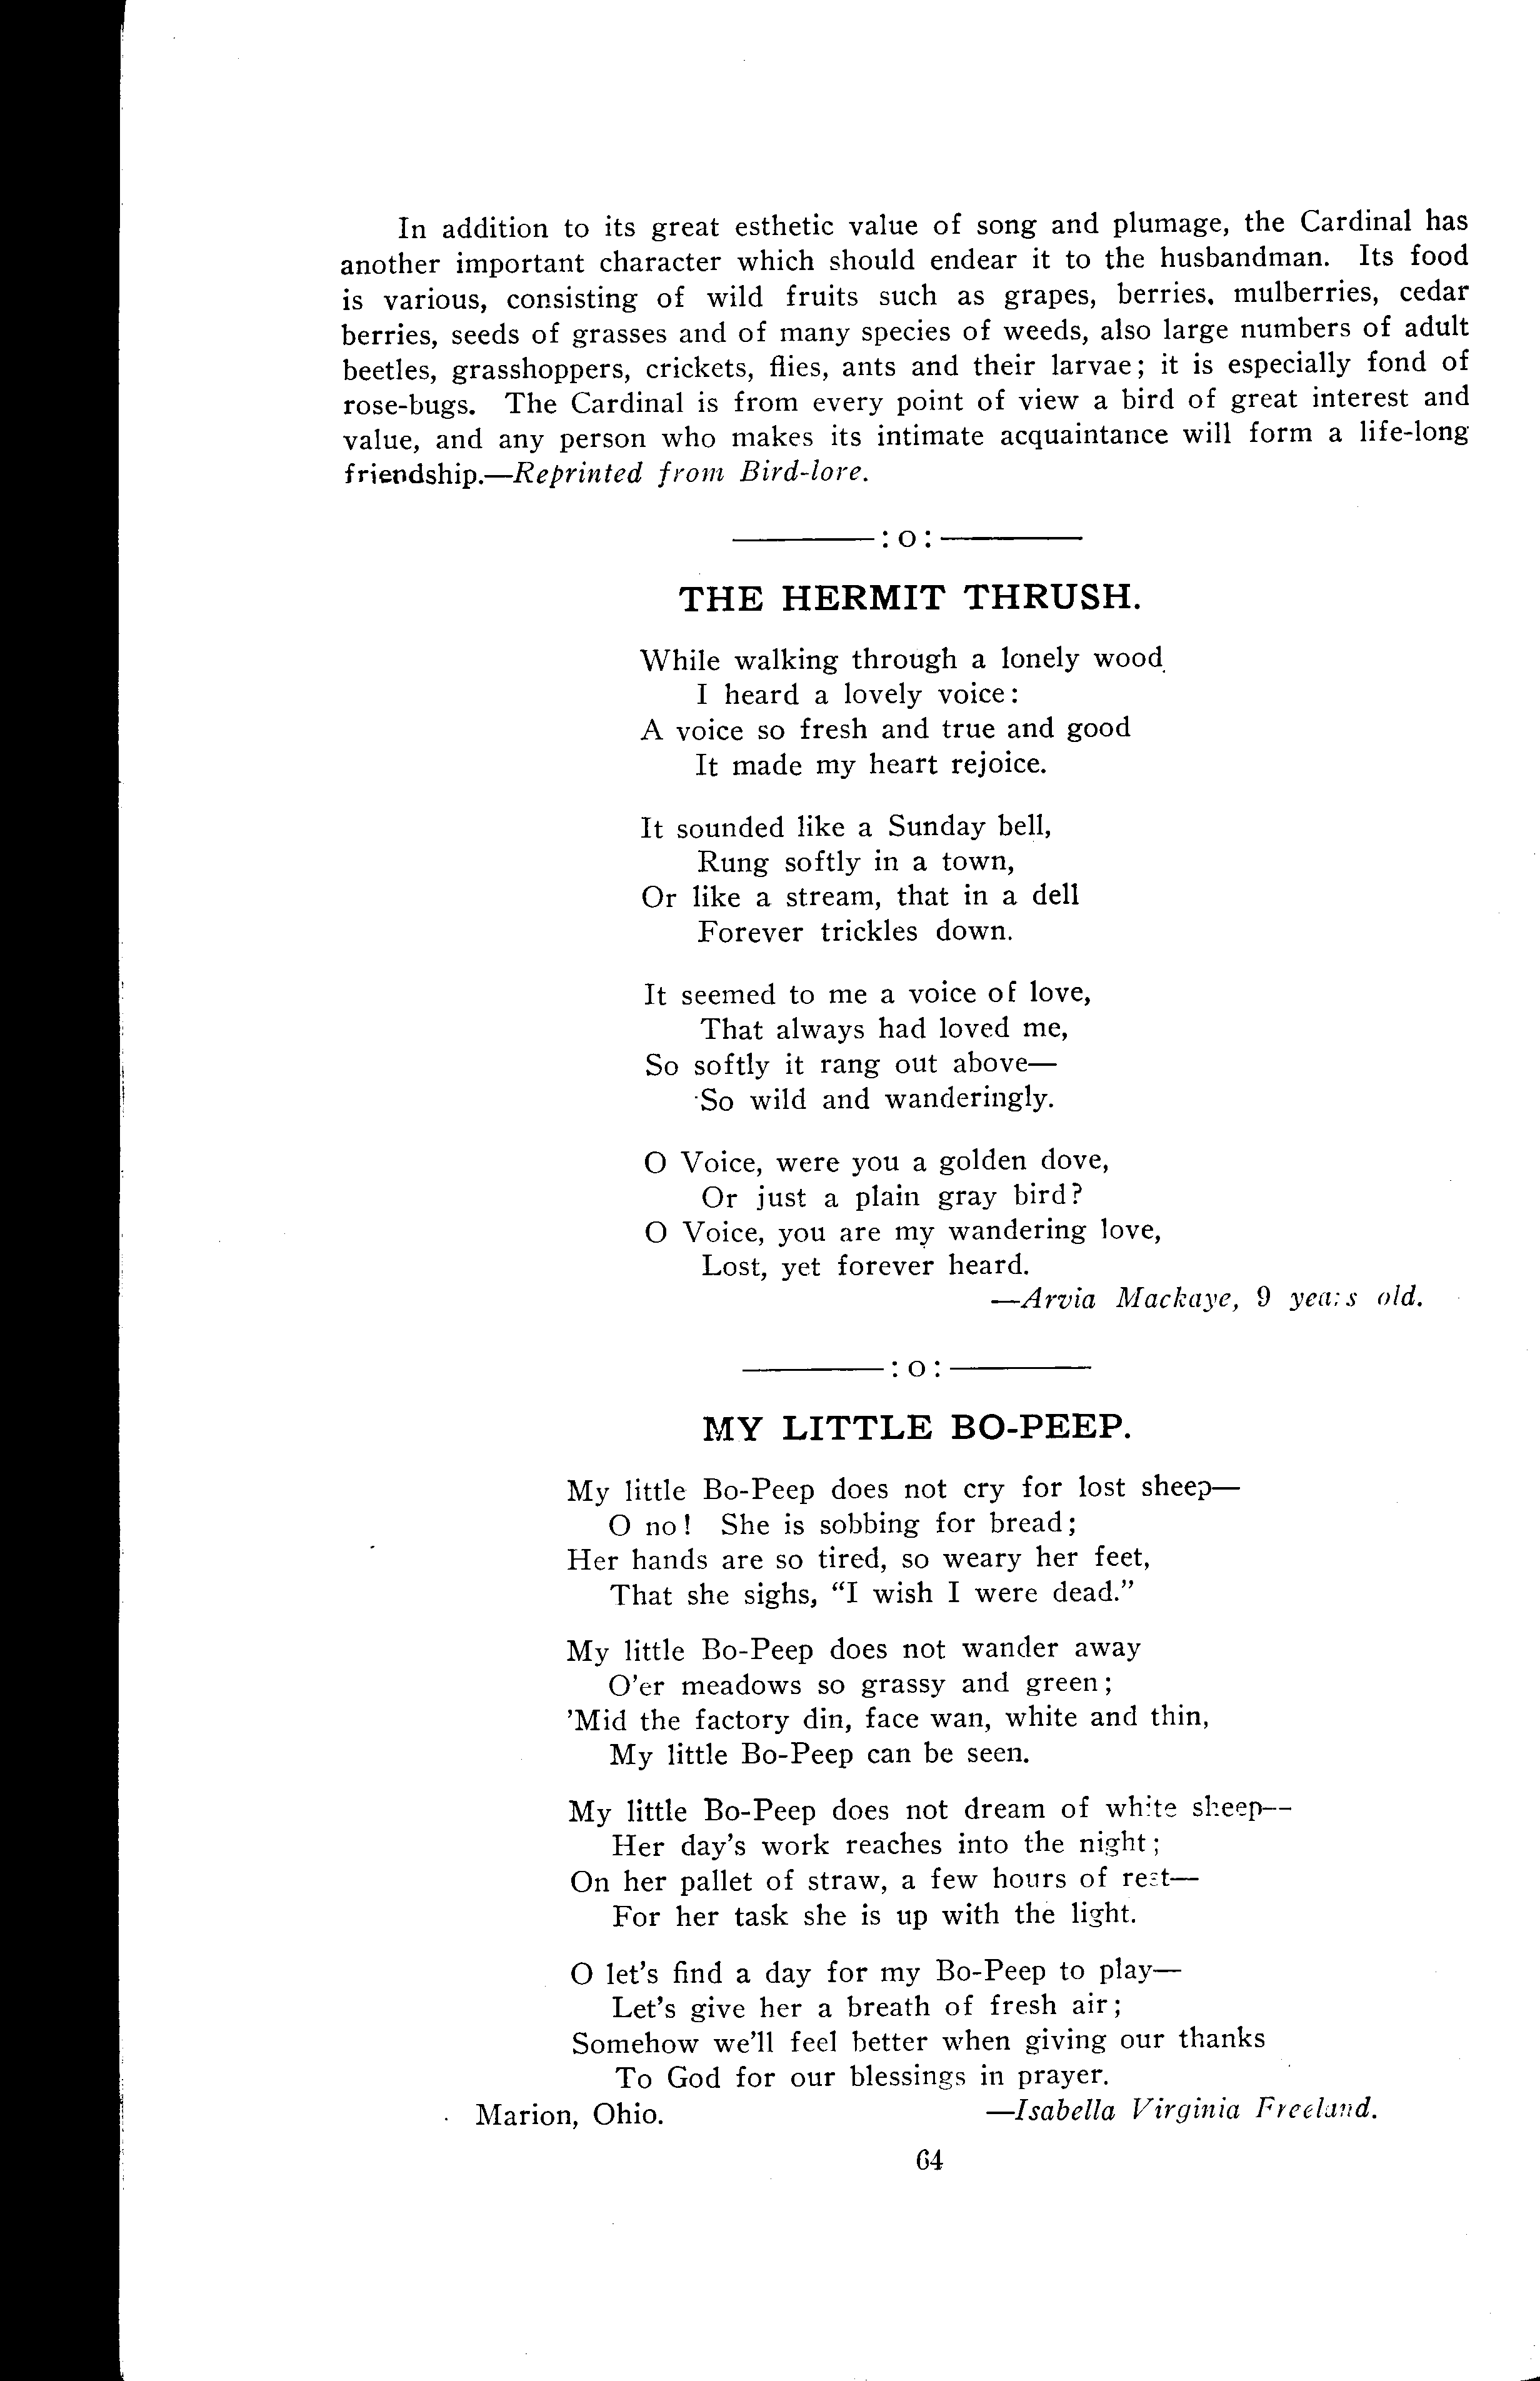 In addition to its great esthetic value of song and plumage, the Cardinal has
another important character which should endear it to the husbandman. Its food
is various, consisting of wild fruits such as grapes, berries, mulberries, cedar
berries, seeds of grasses and of many species of weeds, also large numbers of adult
beetles, grasshoppers, crickets, flies, ants and their larvae; it is especially fond of
rose-bugs. The Cardinal is from every point of view a bird of great interest and
value, and any person who makes its intimate acquaintance will form a life-long
friendship.—Reprinted from Bird-lore.
———:o:———
THE HERMIT THRUSH.
While walking through a lonely wood
I heard a lovely voice:
A voice so fresh and true and good
It made my heart rejoice.
It sounded like a Sunday bell,
Rung softly in a town,
Or like a stream, that in a dell
Forever trickles down.
It seemed to me a voice of love,
That always had loved me,
So softly it rang out above—
So wild and wanderingly.
O Voice, were you a golden dove,
Or just a plain gray bird?
O Voice, you are my wandering love,
Lost, yet forever heard.
—Arvia Mackaye, 9 years old.
———:o:———
MY LITTLE BO-PEEP.
My little Bo-Peep does not cry for lost sheep—
O no! She is sobbing for bread;
Her hands are so tired, so weary her feet,
That she sighs, “I wish I were dead.”
My little Bo-Peep does not wander away
O'er meadows so grassy and green;
'Mid the factory din, face wan, white and thin,
My little Bo-Peep can be seen.
My little Bo-Peep does not dream of white sheep--
Her day's work reaches into the night;
On her pallet of straw, a few hours of rest—
For her task she is up with the light.
O let's find a day for my Bo-Peep to play—
Let's give her a breath of fresh air;
Somehow we'll feel better when giving our thanks
To God for our blessings in prayer.
Marion, Ohio. —Isabella Virginia Freeland.
64